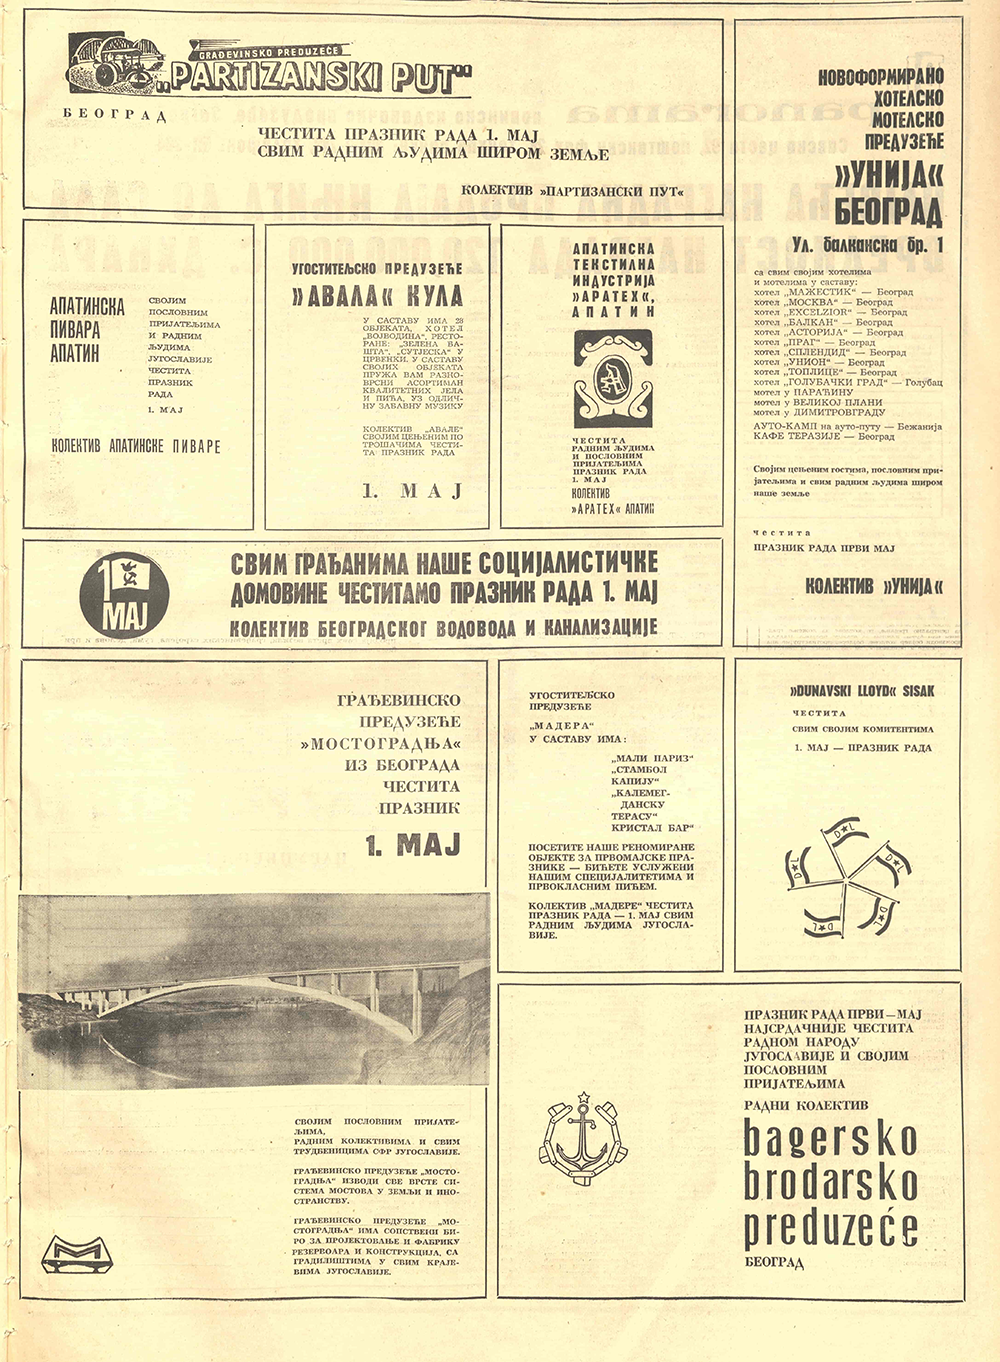 GRAĐEVINSKO PREDUZEĆE
„PARTIZANSKI PUT“
БЕОГРАД
ЧЕСТИТА ПРАЗНИК РАДА 1. МАЈ
СВИМ РАДНИМ ЉУДИМА ШИРОМ ЗЕМЉЕ
КОЛЕКТИВ »ПАРТИЗАНСКИ ПУТ«
НОВОФОРМИРАНО
ХОТЕЛСКО
МОТЕЛСКО
ПРЕДУЗЕЋЕ
»УНИЈА«
БЕОГРАД
Ул. балканска бр. 1
са свим својим хотелима
и мотелима у саставу:
хотел „МАЖЕСТИК“ — Београд
хотел „МОСКВА“ — Београд
хотел „EXCELZIOR“ — Београд
хотел „БАЛКАН“ — Београд
хотел „АСТОРИЈА“ — Београд
хотел „ПРАГ“ — Београд
хотел „СПЛЕНДИД“ — Београд
хотел „УНИОН“ — Београд
хотел „ТОПЛИЦЕ“ — Београд
хотел „ГОЛУБАЧКИ ГРАД“ — Голубац
мотел у ПАРАЋИНУ
мотел у ВЕЛИКОЈ ПЛАНИ
мотел у ДИМИТРОВГРАДУ
АУТО-КАМП на ауто-путу — Бежанија
КАФЕ ТЕРАЗИЈЕ — Београд
Својим цењеним гостима, пословним при-
јатељима и свим радним људима широм
наше земље
честита
ПРАЗНИК РАДА ПРВИ МАЈ
КОЛЕКТИВ »УНИЈА«
АПАТИНСКА
ПИВАРА
АПАТИН
СВОЈИМ
ПОСЛОВНИМ
ПРИЈАТЕЉИМА
И РАДНИМ
ЉУДИМА
ЈУГОСЛАВИЈЕ
ЧЕСТИТА
ПРАЗНИК
РАДА
1. МАЈ
КОЛЕКТИВ АПАТИНСКЕ ПИВАРЕ
УГОСТИТЕЉСКО ПРЕДУЗЕЋЕ
»АВАЛА« КУЛА
У САСТАВУ ИМА 28
ОБЈЕКАТА, ХОТЕЛ
„ВОЈВОДИНА“, РЕСТО-
РАНЕ: „ЗЕЛЕНА БА-
ШТА“, „СУТЈЕСКА“ У
ЦРВЕНКИ. У САСТАВУ
СВОЈИХ ОБЈЕКАТА
ПРУЖА ВАМ РАЗНО-
ВРСНИ АСОРТИМАН
КВАЛИТЕТНИХ ЈЕЛА
И ПИЋА, УЗ ОДЛИЧ-
НУ ЗАБАВНУ МУЗИКУ
КОЛЕКТИВ „АВАЛЕ“
СВОЈИМ ЦЕЊЕНИМ ПО
ТРОШАЧИМА ЧЕСТИ-
ТА ПРАЗНИК РАДА
1. МАЈ
АПАТИНСКА
ТЕКСТИЛНА
ИНДУСТРИЈА
»АРАТЕХ«,
АПАТИН
ЧЕСТИТА
РАДНИМ ЉУДИМА
И ПОСЛОВНИМ
ПРИЈАТЕЉИМА
ПРАЗНИК РАДА
1. МАЈ
КОЛЕКТИВ
»АРАТЕХ« АПАТИН
1
МАЈ
СВИМ ГРАЂАНИМА НАШЕ СОЦИЈАЛИСТИЧКЕ
ДОМОВИНЕ ЧЕСТИТАМО ПРАЗНИК РАДА 1. МАЈ
КОЛЕКТИВ БЕОГРАДСКОГ ВОДОВОДА И КАНАЛИЗАЦИЈЕ
ГРАЂЕВИНСКО
ПРЕДУЗЕЋЕ
»МОСТОГРАДЊА«
ИЗ БЕОГРАДА
ЧЕСТИТА
ПРАЗНИК
1. МАЈ
СВОЈИМ ПОСЛОВНИМ ПРИЈАТЕ-
ЉИМА,
РАДНИМ КОЛЕКТИВИМА И СВИМ
ТРУДБЕНИЦИМА СФР ЈУГОСЛАВИЈЕ.
ГРАЂЕВИНСКО ПРЕДУЗЕЋЕ „МОСТО-
ГРАДЊА“ ИЗВОДИ СВЕ ВРСТЕ СИ-
СТЕМА МОСТОВА У ЗЕМЉИ И ИНО-
СТРАНСТВУ.
ГРАЂЕВИНСКО ПРЕДУЗЕЋЕ „МО-
СТОГРАДЊА“ ИМА СОПСТВЕНИ БИ-
РО ЗА ПРОЈЕКТОВАЊЕ И ФАБРИКУ
РЕЗЕРВОАРА И КОНСТРУКЦИЈА, СА
ГРАДИЛИШТИМА У СВИМ КРАЈЕ-
ВИМА ЈУГОСЛАВИЈЕ.
М
УГОСТИТЕЉСКО
ПРЕДУЗЕЋЕ
„МАДЕРА“
У САСТАВУ ИМА:
„МАЛИ ПАРИЗ“
„СТАМБОЛ
КАПИЈУ“
„КАЛЕМЕГ-
ДАНСКУ
ТЕРАСУ“
КРИСТАЛ БАР“
ПОСЕТИТЕ НАШЕ РЕНОМИРАНЕ
ОБЈЕКТЕ ЗА ПРВОМАЈСКЕ ПРА-
ЗНИКЕ — БИЋЕТЕ УСЛУЖЕНИ
НАШИМ СПЕЦИЈАЛИТЕТИМА И
ПРВОКЛАСНИМ ПИЋЕМ.
КОЛЕКТИВ „МАДЕРЕ“ ЧЕСТИТА
ПРАЗНИК РАДА — 1. МАЈ СВИМ
РАДНИМ ЉУДИМА ЈУГОСЛА-
ВИЈЕ.
»DUNAVSKI LLOYD« SISAK
ЧЕСТИТА
СВИМ СВОЈИМ КОМИТЕНТИМА
1. МАЈ — ПРАЗНИК РАДА
D★L
D★L
D★L
D★L
D★L
ПРАЗНИК РАДА ПРВИ—МАЈ
НАЈСРДАЧНИЈЕ ЧЕСТИТА
РАДНОМ НАРОДУ
ЈУГОСЛАВИЈЕ И СВОЈИМ
ПОСЛОВНИМ
ПРИЈАТЕЉИМА
РАДНИ КОЛЕКТИВ
bagersko
brodarsko
preduzeće
БЕОГРАД